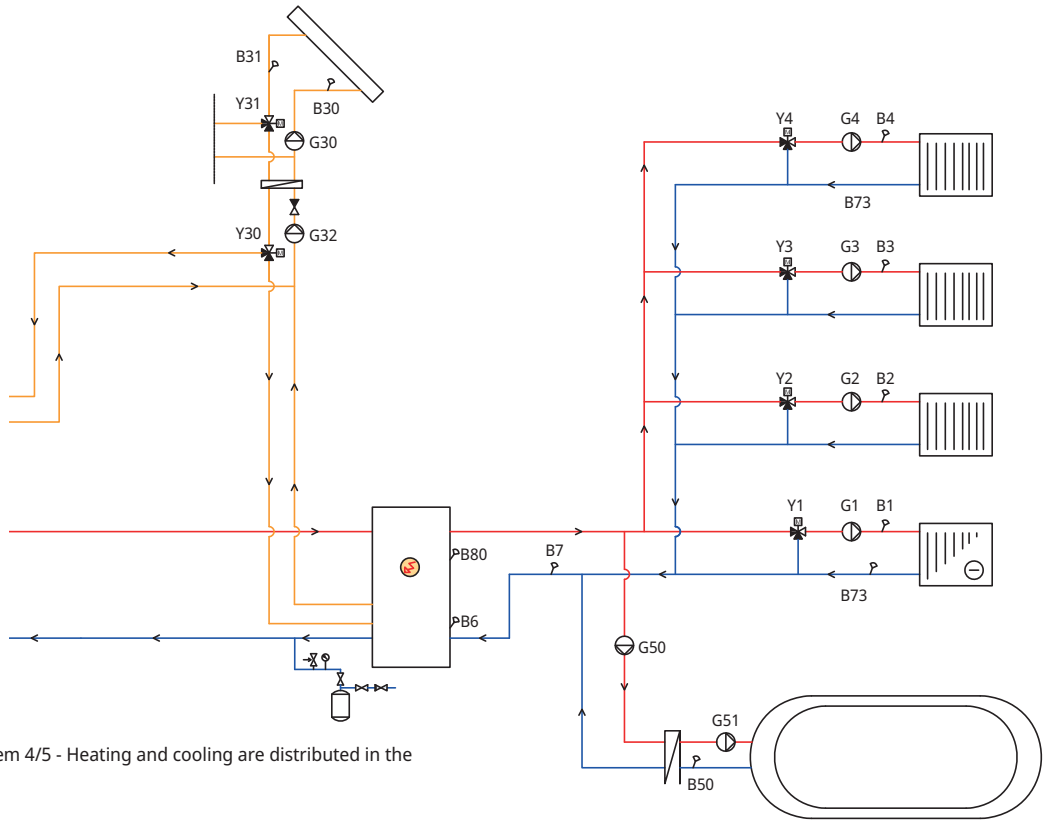 B31
B30
Y31
G30
Y30
G32
Y4 G4 B4
B73
Y3 G3 B3
Y2 G2 B2
Y1 G1 B1
B80
B7
B73
B6
G50
G51
B50
em 4/5 - Heating and cooling are distributed in the
M
M
M
M
M
M